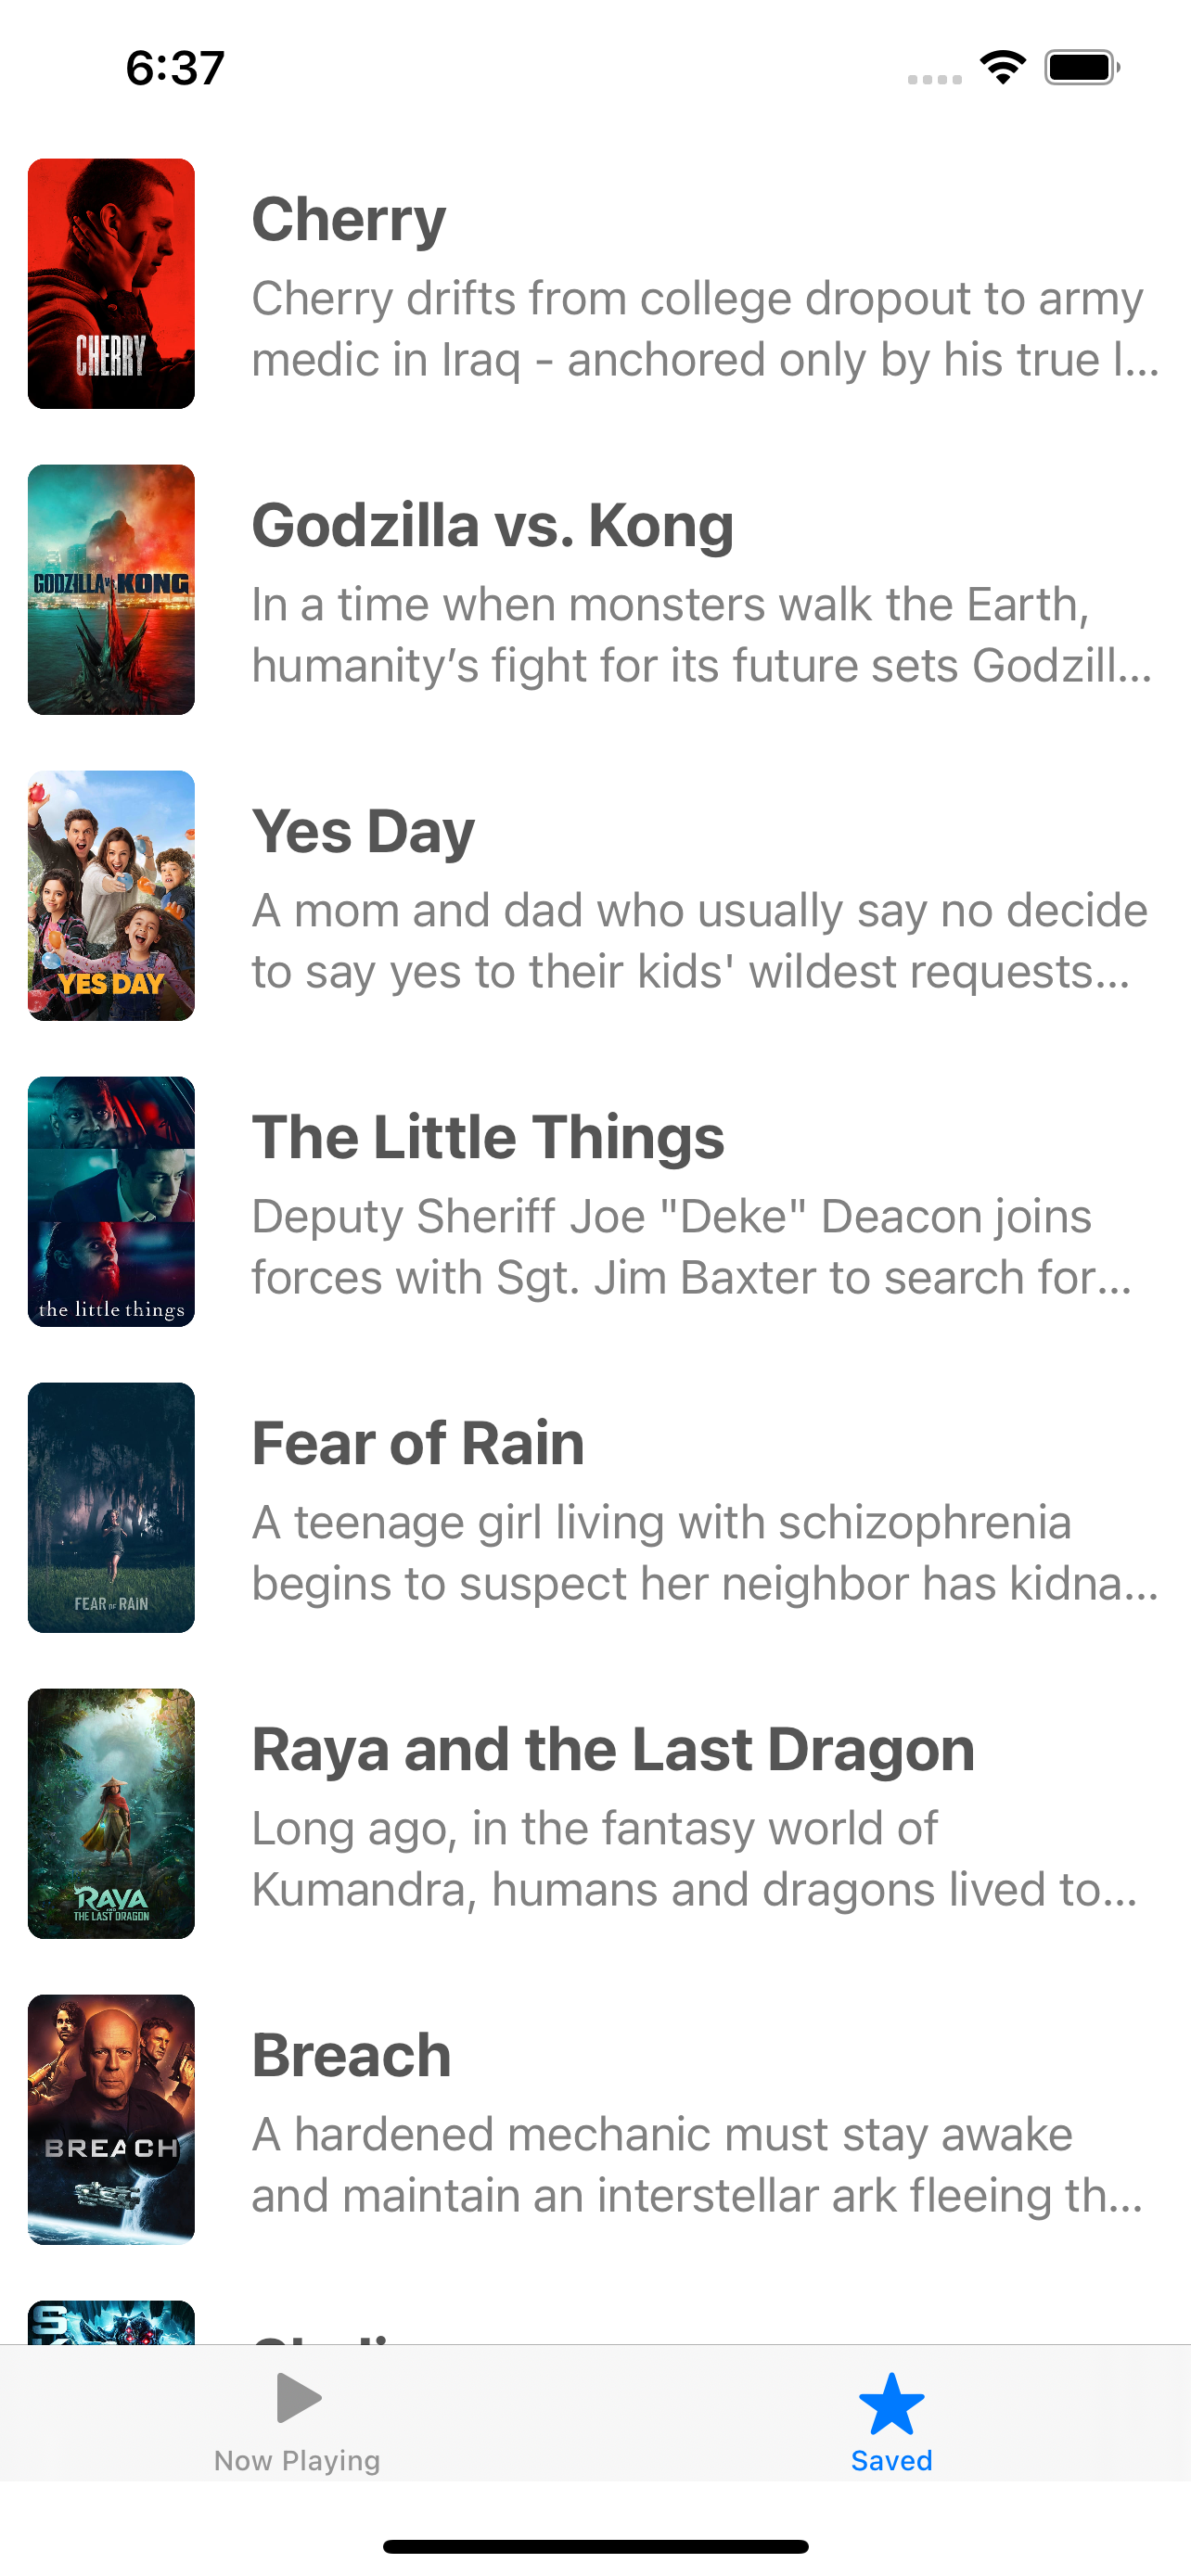 6:37
CHERRY
Cherry
Cherry drifts from college dropout to army
medic in Iraq - anchored only by his true l...
GODZILLA vs. KONG
Godzilla vs. Kong
In a time when monsters walk the Earth,
humanity’s fight for its future sets Godzill...
YES DAY
Yes Day
A mom and dad who usually say no decide
to say yes to their kids' wildest requests...
the little things
The Little Things
Deputy Sheriff Joe "Deke" Deacon joins
forces with Sgt. Jim Baxter to search for...
FEAR OF RAIN
Fear of Rain
A teenage girl living with schizophrenia
begins to suspect her neighbor has kidna...
RAYA
AND
THE LAST DRAGON
Raya and the Last Dragon
Long ago, in the fantasy world of
Kumandra, humans and dragons lived to...
BREACH
Breach
A hardened mechanic must stay awake
and maintain an interstellar ark fleeing th...
Now Playing
Saved